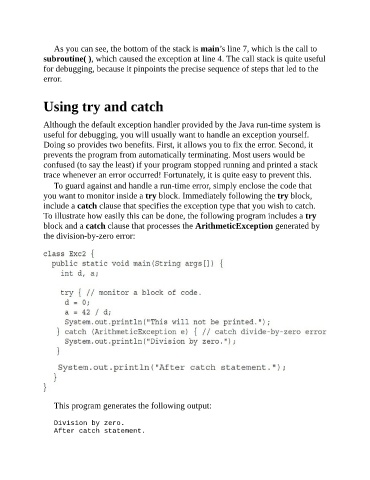 As you can see, the bottom of the stack is main's line 7, which is the call to
subroutine( ), which caused the exception at line 4. The call stack is quite useful
for debugging, because it pinpoints the precise sequence of steps that led to the
error.
Using try and catch
Although the default exception handler provided by the Java run-time system is
useful for debugging, you will usually want to handle an exception yourself.
Doing so provides two benefits. First, it allows you to fix the error. Second, it
prevents the program from automatically terminating. Most users would be
confused (to say the least) if your program stopped running and printed a stack
trace whenever an error occurred! Fortunately, it is quite easy to prevent this.
To guard against and handle a run-time error, simply enclose the code that
you want to monitor inside a try block. Immediately following the try block,
include a catch clause that specifies the exception type that you wish to catch.
To illustrate how easily this can be done, the following program includes a try
block and a catch clause that processes the ArithmeticException generated by
the division-by-zero error:
class Exc2 {
public static void main(String args[]) {
int d, a;
try { // monitor a block of code.
d = 0;
a = 42 / d;
System.out.println("This will not be printed.");
} catch (ArithmeticException e) { // catch divide-by-zero error
System.out.println("Division by zero.");
}
System.out.println("After catch statement.");
}
}
This program generates the following output:
Division by zero.
After catch statement.